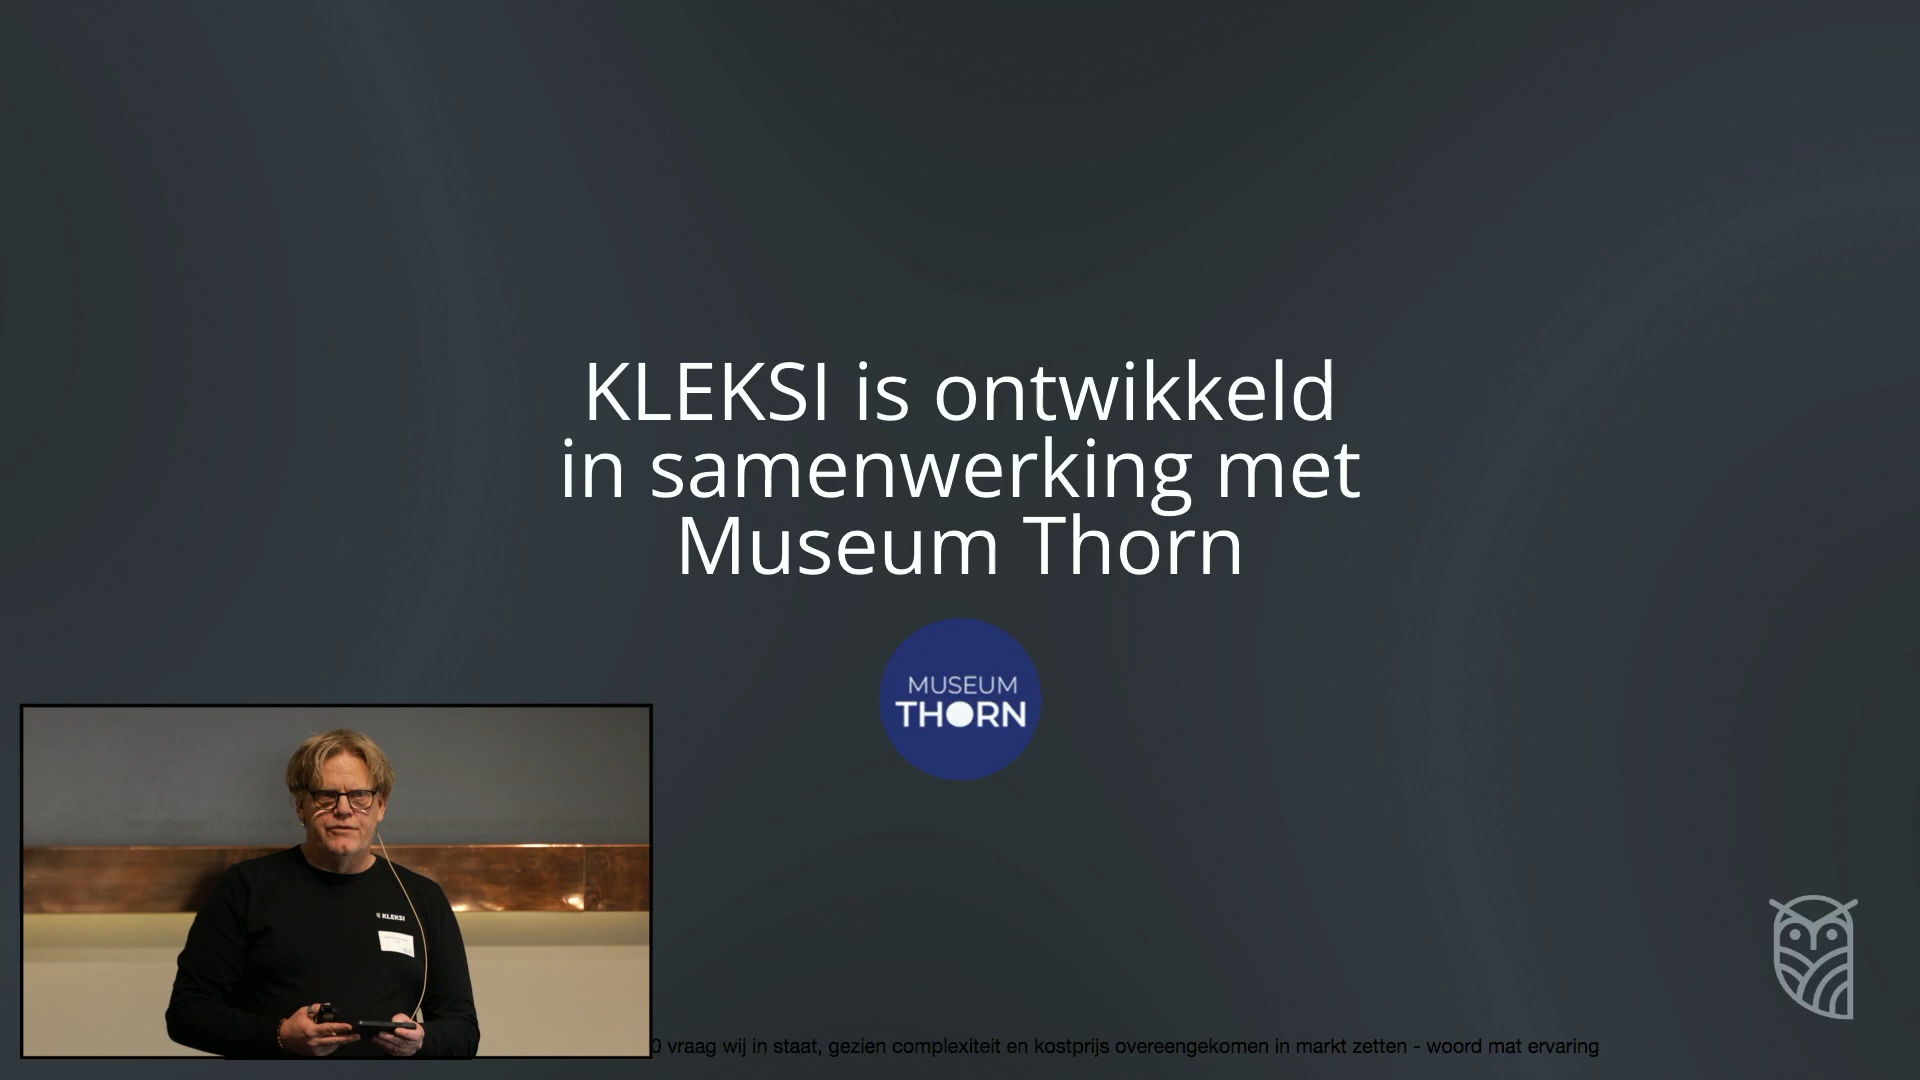 KLEKSI is ontwikkeld
in samenwerking met
Museum Thorn
MUSEUM
THORN
KLEKSI
0 vraag wij in staat, gezien complexiteit en kostprijs overeengekomen in markt zetten - woord mat ervaring